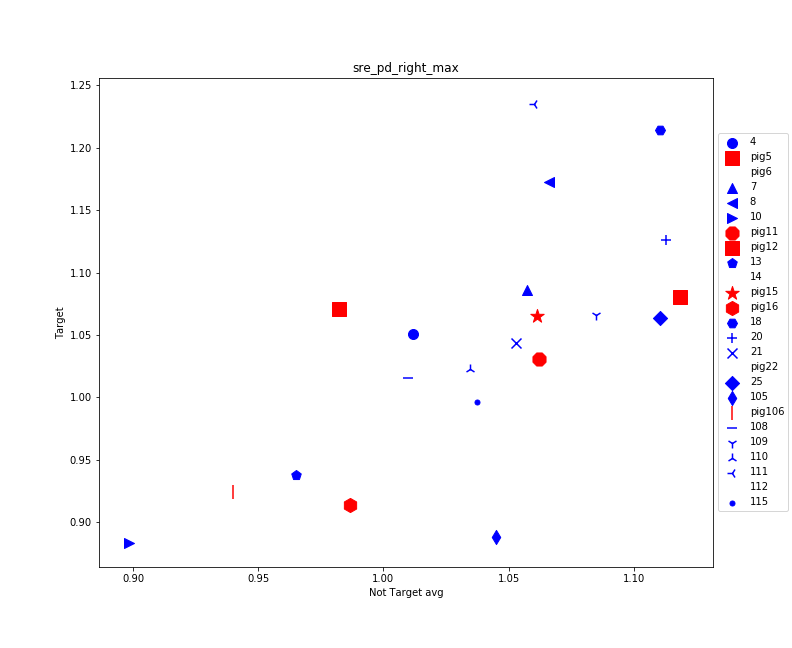 sre_pd_right_max
1.25
1.20
1.15
1.10
1.05
1.00
0.95
0.90
Target
0.90 0.95 1.00 1.05 1.10
Not Target avg
4
pig5
pig6
7
8
10
pig11
pig12
13
14
pig15
pig16
18
20
21
pig22
25
105
pig106
108
109
110
111
112
115